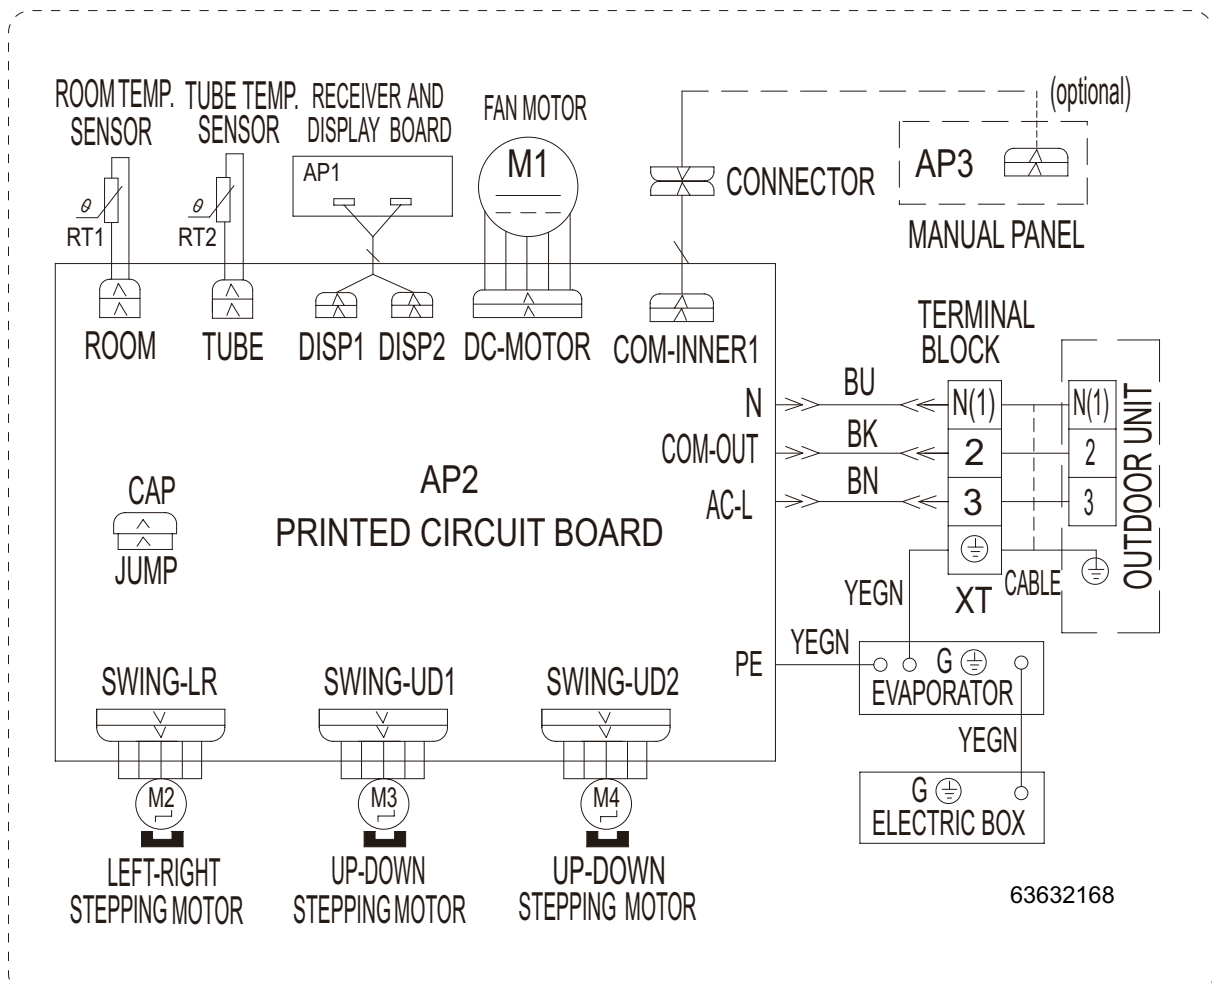 ROOM TEMP.
SENSOR
TUBE TEMP.
SENSOR
RECEIVER AND
DISPLAY BOARD
FAN MOTOR
(optional)
AP1
M1
CONNECTOR
AP3
MANUAL PANEL
θ
RT1
θ
RT2
ROOM
TUBE
DISP1
DISP2
DC-MOTOR
COM-INNER1
TERMINAL
BLOCK
N
BU
N(1)
N(1)
COM-OUT
BK
2
2
AC-L
BN
3
3
OUTDOOR UNIT
AP2
PRINTED CIRCUIT BOARD
CAP
JUMP
YEGN
XT
CABLE
PE
YEGN
G
EVAPORATOR
YEGN
G
ELECTRIC BOX
SWING-LR
SWING-UD1
SWING-UD2
M2
M3
M4
LEFT-RIGHT
STEPPING MOTOR
UP-DOWN
STEPPING MOTOR
UP-DOWN
STEPPING MOTOR
63632168